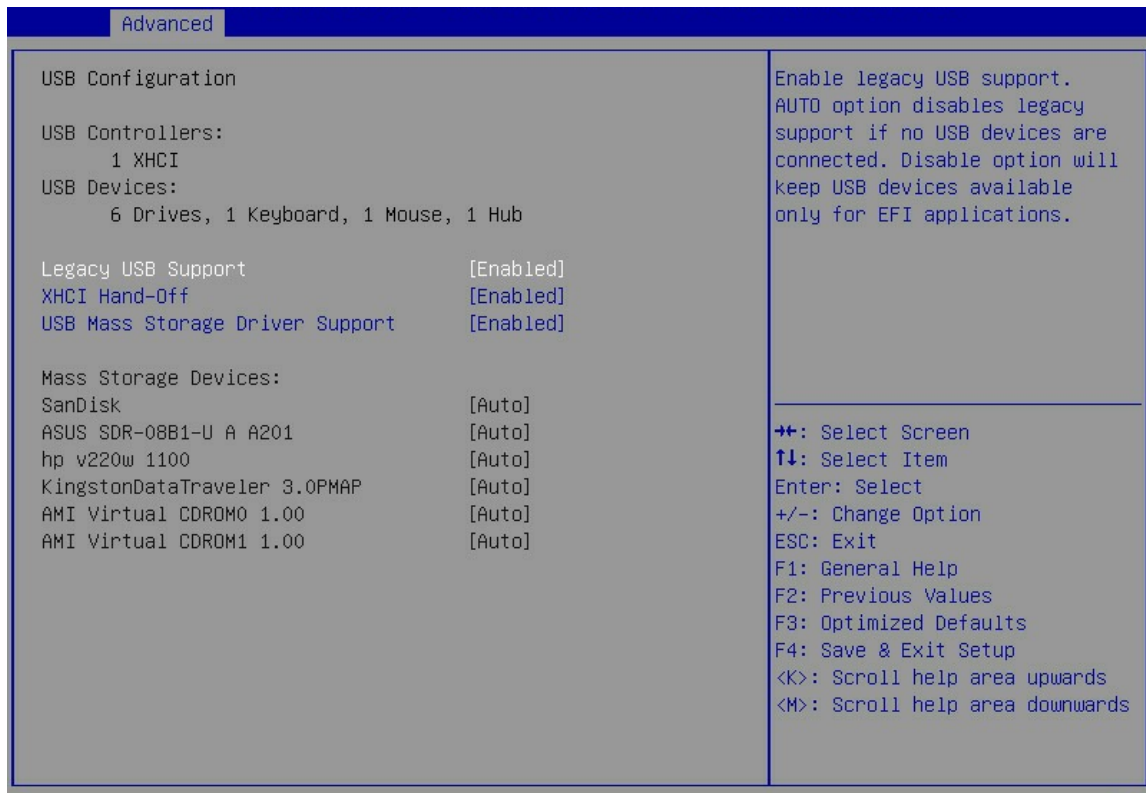 Advanced
USB Configuration
USB Controllers:
1 XHCI
USB Devices:
6 Drives, 1 Keyboard, 1 Mouse, 1 Hub
Legacy USB Support [Enabled]
XHCI Hand-Off [Enabled]
USB Mass Storage Driver Support [Enabled]
Mass Storage Devices:
SanDisk [Auto]
ASUS SDR-08B1-U A A201 [Auto]
hp v220w 1100 [Auto]
KingstonDataTraveler 3.0PMAP [Auto]
AMI Virtual CDROM0 1.00 [Auto]
AMI Virtual CDROM1 1.00 [Auto]
Enable legacy USB support.
AUTO option disables legacy
support if no USB devices are
connected. Disable option will
keep USB devices available
only for EFI applications.
→←: Select Screen
↑↓: Select Item
Enter: Select
+/-: Change Option
ESC: Exit
F1: General Help
F2: Previous Values
F3: Optimized Defaults
F4: Save & Exit Setup
<K>: Scroll help area upwards
<M>: Scroll help area downwards